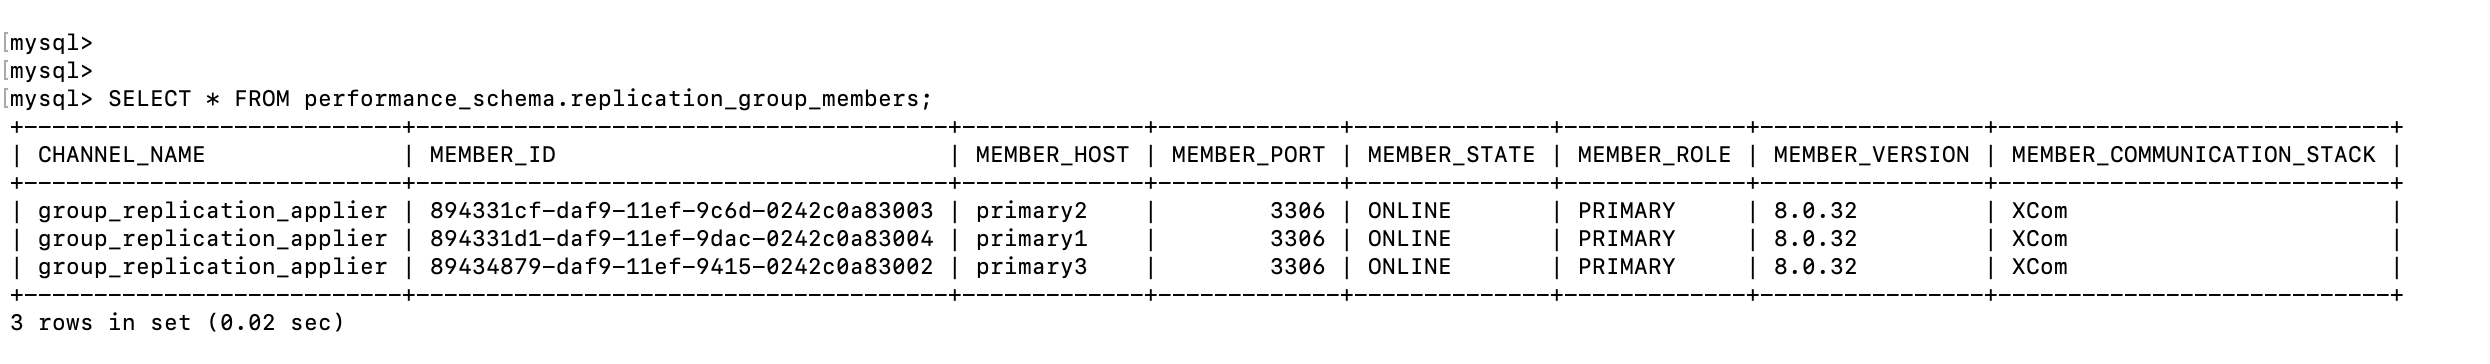 [mysql>
[mysql>
[mysql> SELECT * FROM performance_schema.replication_group_members;
+---------------------------+--------------------------------------+-------------+-------------+--------------+-------------+----------------+----------------------------+
| CHANNEL_NAME | MEMBER_ID | MEMBER_HOST | MEMBER_PORT | MEMBER_STATE | MEMBER_ROLE | MEMBER_VERSION | MEMBER_COMMUNICATION_STACK |
+---------------------------+--------------------------------------+-------------+-------------+--------------+-------------+----------------+----------------------------+
| group_replication_applier | 894331cf-daf9-11ef-9c6d-0242c0a83003 | primary2 | 3306 | ONLINE | PRIMARY | 8.0.32 | XCom |
| group_replication_applier | 894331d1-daf9-11ef-9dac-0242c0a83004 | primary1 | 3306 | ONLINE | PRIMARY | 8.0.32 | XCom |
| group_replication_applier | 89434879-daf9-11ef-9415-0242c0a83002 | primary3 | 3306 | ONLINE | PRIMARY | 8.0.32 | XCom |
+---------------------------+--------------------------------------+-------------+-------------+--------------+-------------+----------------+----------------------------+
3 rows in set (0.02 sec)